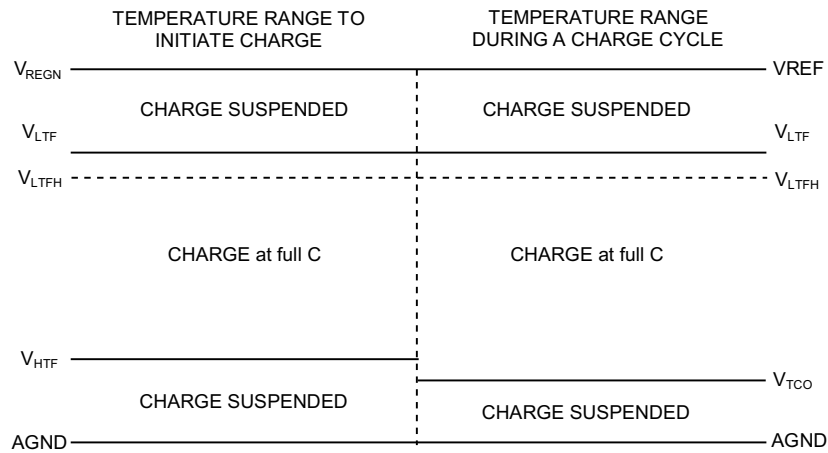 TEMPERATURE RANGE TO
INITIATE CHARGE
TEMPERATURE RANGE
DURING A CHARGE CYCLE
VREGN
VREF
CHARGE SUSPENDED
CHARGE SUSPENDED
VLTF
VLTF
VLTFH
VLTFH
CHARGE at full C
CHARGE at full C
VHTF
VTCO
CHARGE SUSPENDED
CHARGE SUSPENDED
AGND
AGND